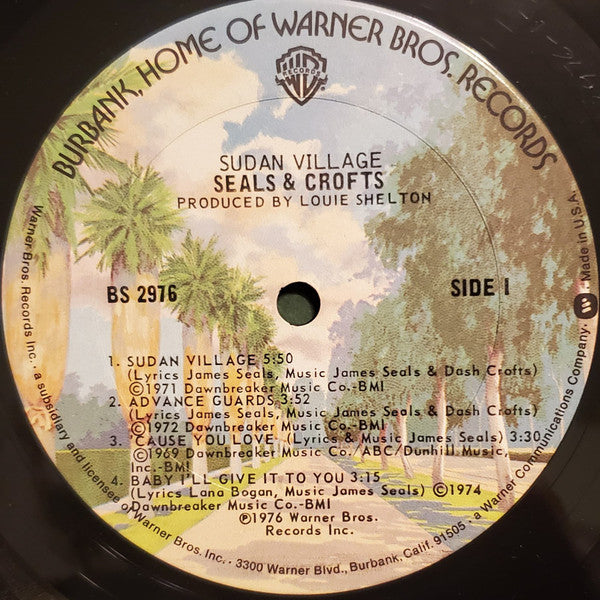 BURBANK, HOME OF WARNER BROS. RECORDS
RECORDS
SUDAN VILLAGE
SEALS & CROFTS
PRODUCED BY LOUIE SHELTON
BS 2976
SIDE 1
1. SUDAN VILLAGE 5:50
(Lyrics James Seals, Music James Seals & Dash Crofts)
©1971 Dawnbreaker Music Co.-BMI
2. ADVANCE GUARDS 3:52
(Lyrics James Seals, Music James Seals & Dash Crofts)
©1972 Dawnbreaker Music Co.-BMI
3. 'CAUSE YOU LOVE (Lyrics & Music James Seals) 3:30
©1969 Dawnbreaker Music Co./ABC/Dunhill Music,
Inc.-BMI
4. BABY I'LL GIVE IT TO YOU 3:15
(Lyrics Lana Bogan, Music James Seals) ©1974
Dawnbreaker Music Co.-BMI
℗1976 Warner Bros.
Records Inc.
Warner Bros. Records Inc. • a subsidiary and licensee of Warner Bros. Inc. • 3300 Warner Blvd., Burbank, Calif. 91505 • a Warner Communications Company. Made in U.S.A.